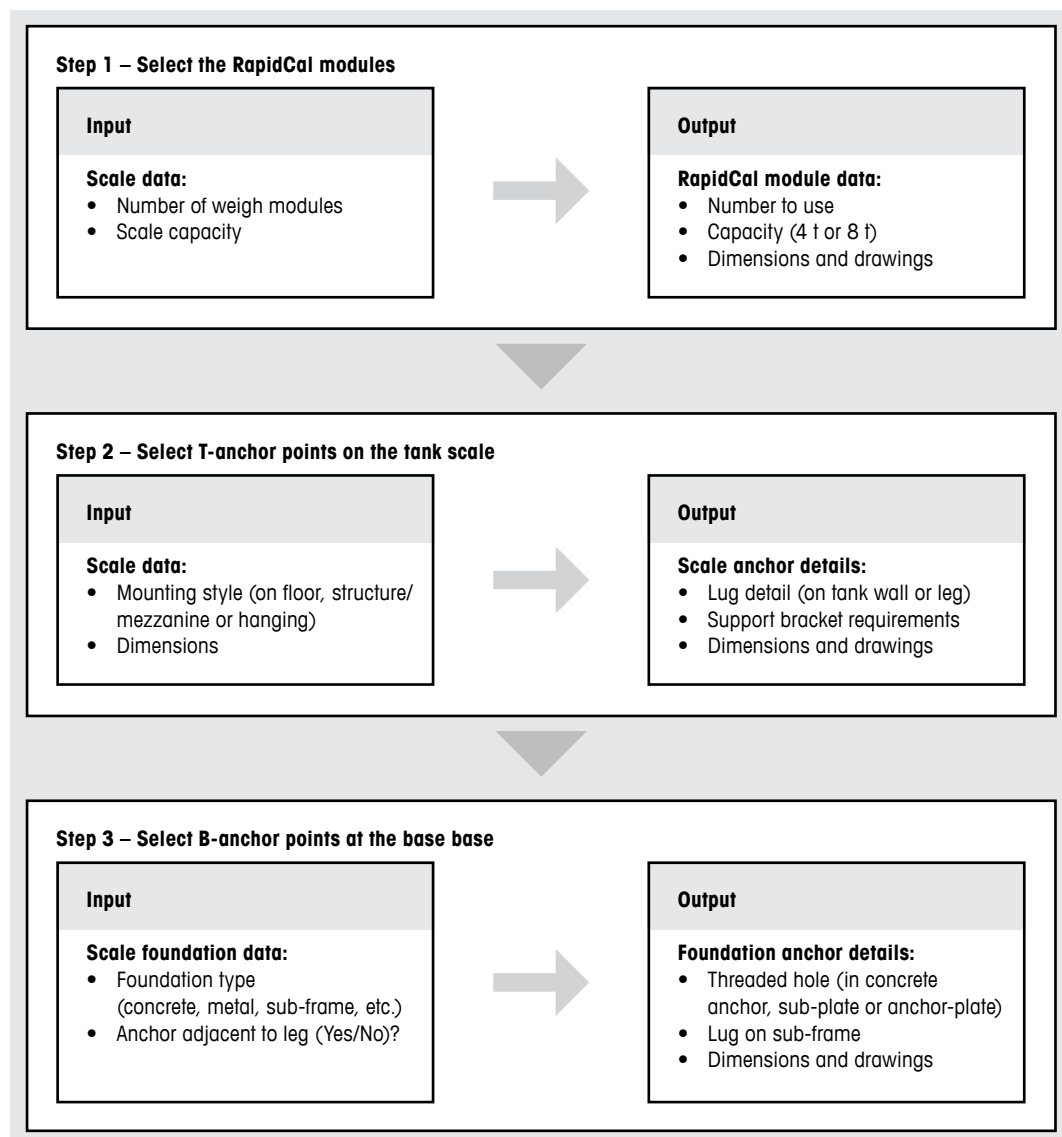 Step 1 – Select the RapidCal modules
Input
Scale data:
• Number of weigh modules
• Scale capacity
Output
RapidCal module data:
• Number to use
• Capacity (4 t or 8 t)
• Dimensions and drawings
Step 2 – Select T-anchor points on the tank scale
Input
Scale data:
• Mounting style (on floor, structure/
mezzanine or hanging)
• Dimensions
Output
Scale anchor details:
• Lug detail (on tank wall or leg)
• Support bracket requirements
• Dimensions and drawings
Step 3 – Select B-anchor points at the base base
Input
Scale foundation data:
• Foundation type
(concrete, metal, sub-frame, etc.)
• Anchor adjacent to leg (Yes/No)?
Output
Foundation anchor details:
• Threaded hole (in concrete
anchor, sub-plate or anchor-plate)
• Lug on sub-frame
• Dimensions and drawings